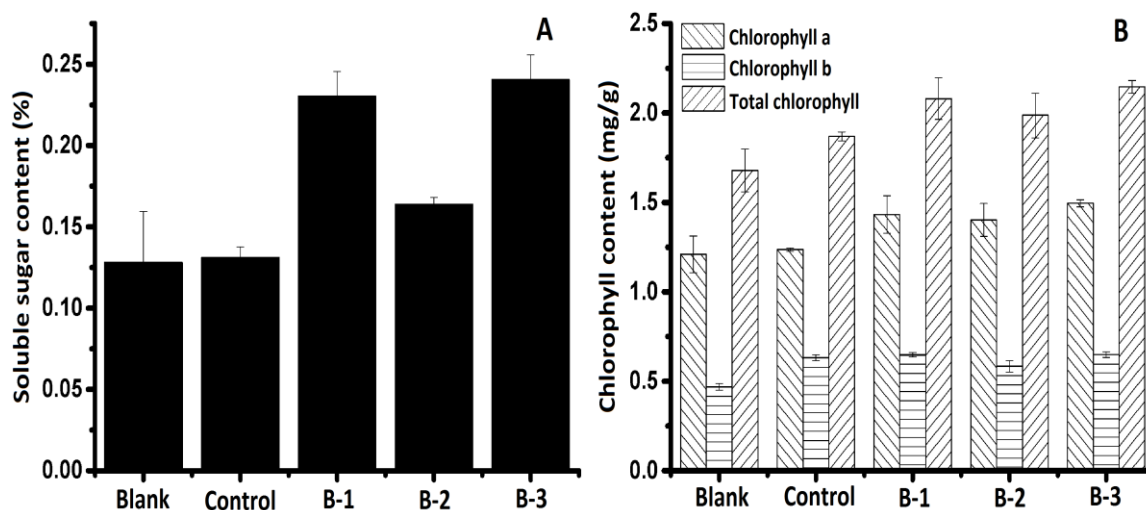 A
Soluble sugar content (%)
0.25
0.20
0.15
0.10
0.05
0.00
Blank Control B-1 B-2 B-3
B
Chlorophyll a
Chlorophyll b
Total chlorophyll
Chlorophyll content (mg/g)
2.5
2.0
1.5
1.0
0.5
0.0
Blank Control B-1 B-2 B-3